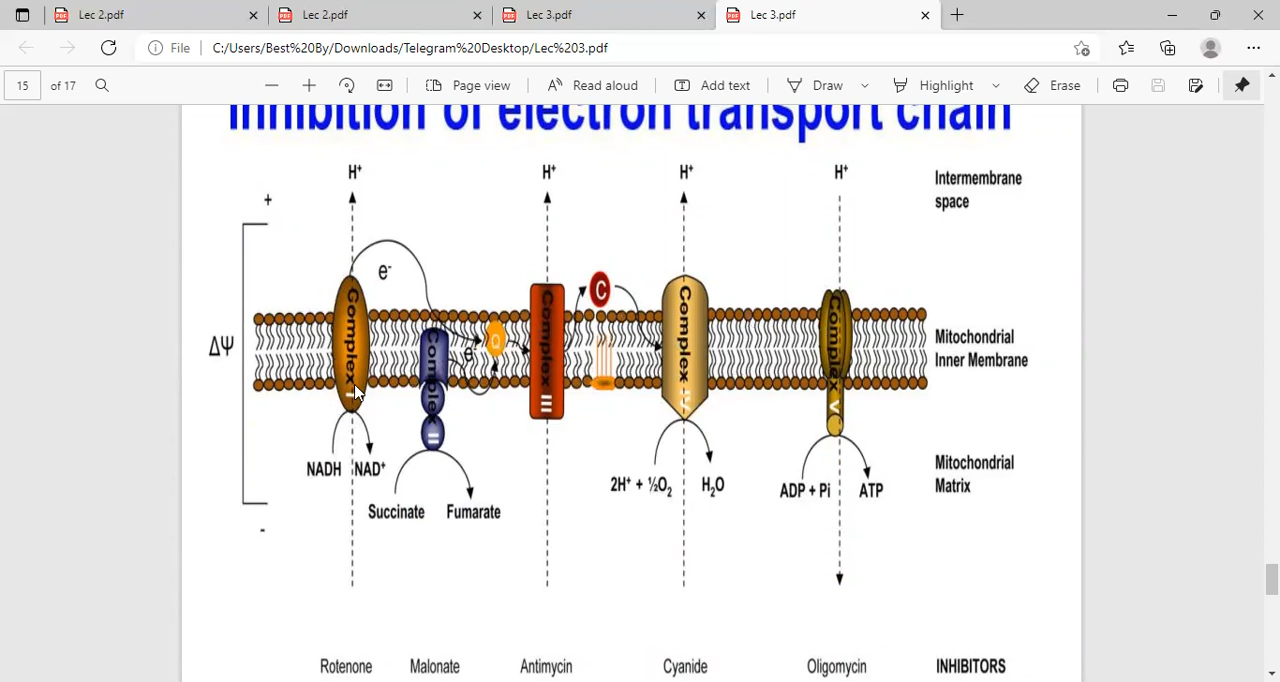 Lec 2.pdf
Lec 2.pdf
Lec 3.pdf
Lec 3.pdf
File
C:/Users/Best%20By/Downloads/Telegram%20Desktop/Lec%203.pdf
15 of 17
Page view
Read aloud
Add text
Draw
Highlight
Erase
Inhibition of electron transport chain
H⁺ H⁺ H⁺ H⁺
Intermembrane
space
+
e⁻
C
Complex I
Complex II
Q
e⁻
Complex III
Complex IV
Complex V
ΔΨ
Mitochondrial
Inner Membrane
NADH NAD⁺
Succinate Fumarate
2H⁺ + ½O₂ H₂O
ADP + Pi ATP
Mitochondrial
Matrix
-
Rotenone Malonate Antimycin Cyanide Oligomycin INHIBITORS